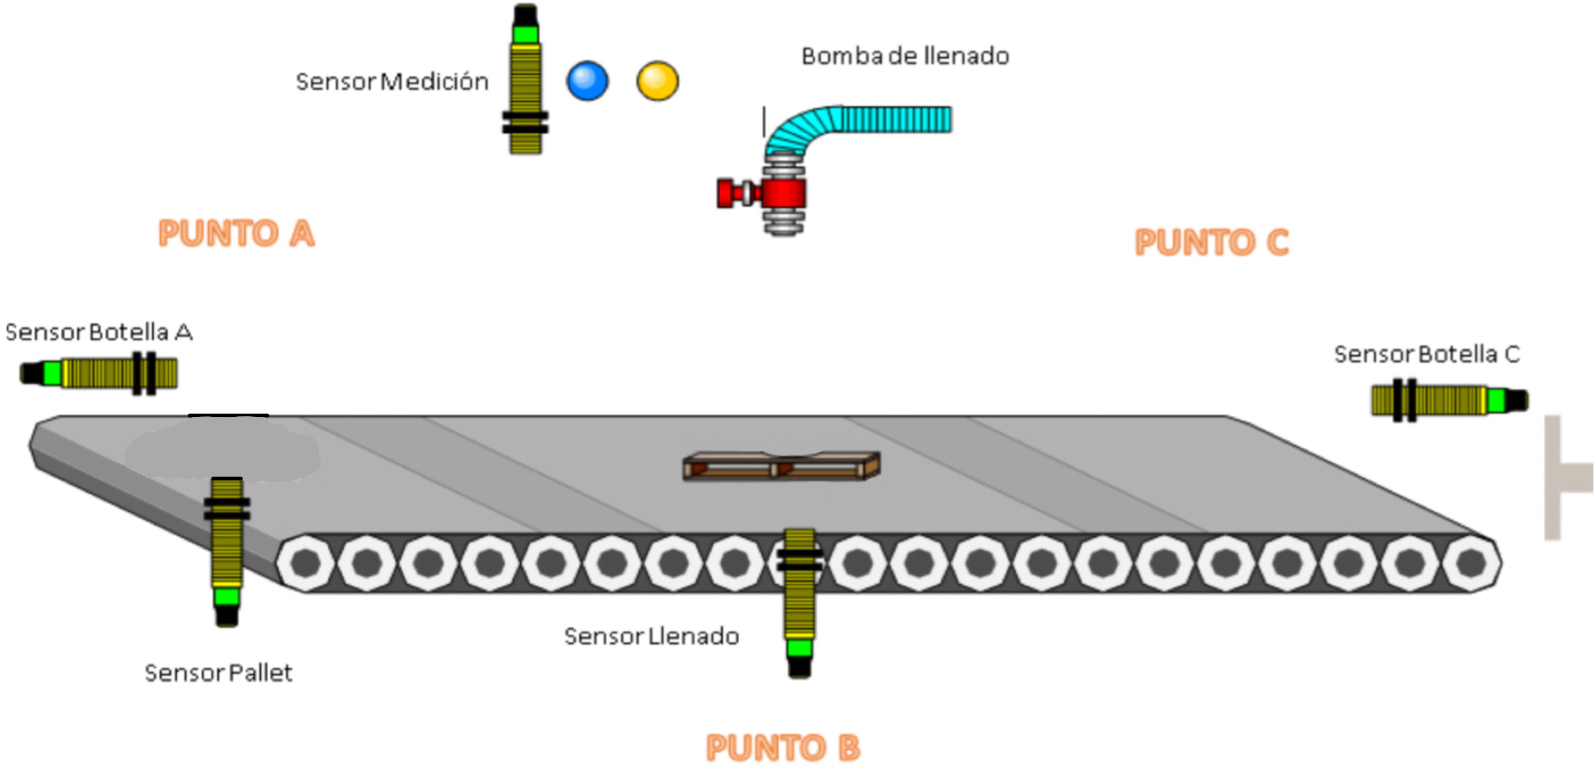 Bomba de llenado
Sensor Medición
PUNTO A
PUNTO C
Sensor Botella A
Sensor Botella C
Sensor Llenado
Sensor Pallet
PUNTO B